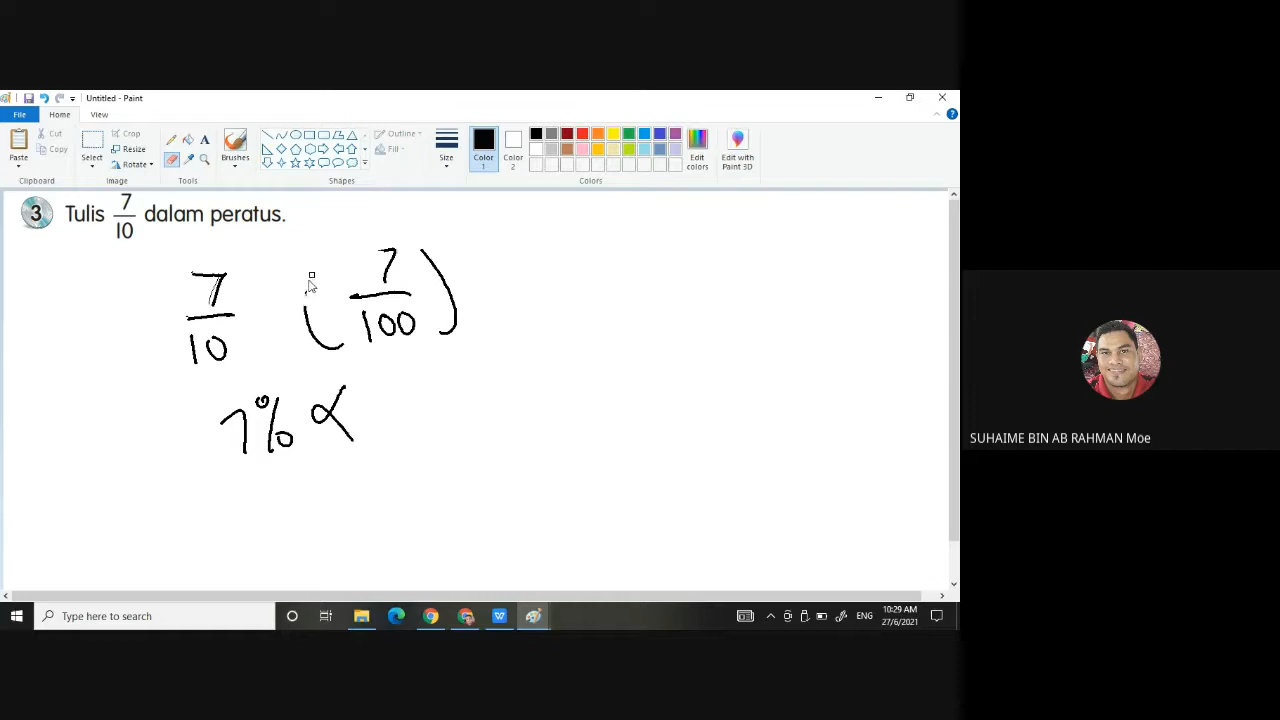 Untitled - Paint
File Home View
Paste
Cut
Copy
Clipboard
Select
Crop
Resize
Rotate
Image
A
Tools
Brushes
Outline
Fill
Shapes
Size
Color 1
Color 2
Edit colors
Edit with Paint 3D
Colors
3 Tulis 7/10 dalam peratus.
7/10 ( 7/100 )
7%
SUHAIME BIN AB RAHMAN Moe
Type here to search
W
ENG
10:29 AM
27/6/2021